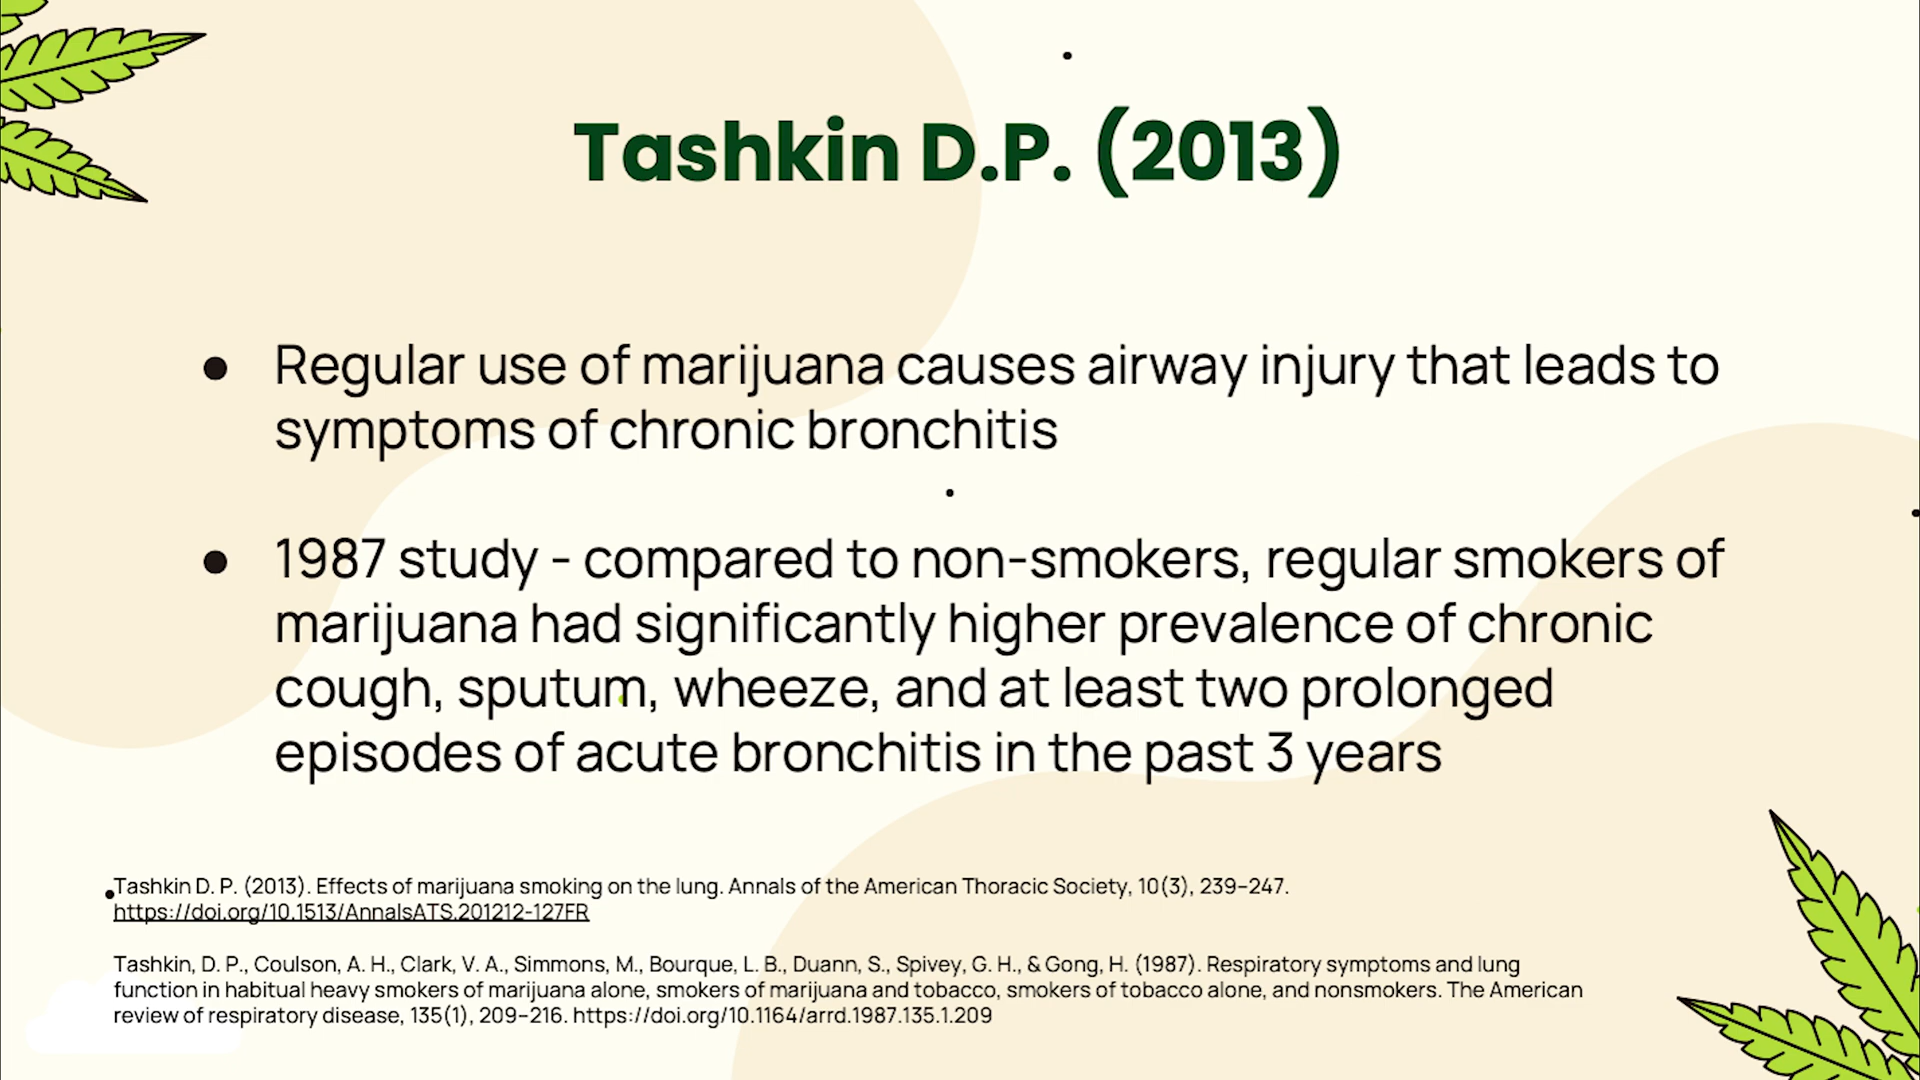 Tashkin D.P. (2013)
● Regular use of marijuana causes airway injury that leads to
symptoms of chronic bronchitis
● 1987 study - compared to non-smokers, regular smokers of
marijuana had significantly higher prevalence of chronic
cough, sputum, wheeze, and at least two prolonged
episodes of acute bronchitis in the past 3 years
Tashkin D. P. (2013). Effects of marijuana smoking on the lung. Annals of the American Thoracic Society, 10(3), 239–247.
https://doi.org/10.1513/AnnalsATS.201212-127FR
Tashkin, D. P., Coulson, A. H., Clark, V. A., Simmons, M., Bourque, L. B., Duann, S., Spivey, G. H., & Gong, H. (1987). Respiratory symptoms and lung
function in habitual heavy smokers of marijuana alone, smokers of marijuana and tobacco, smokers of tobacco alone, and nonsmokers. The American
review of respiratory disease, 135(1), 209–216. https://doi.org/10.1164/arrd.1987.135.1.209